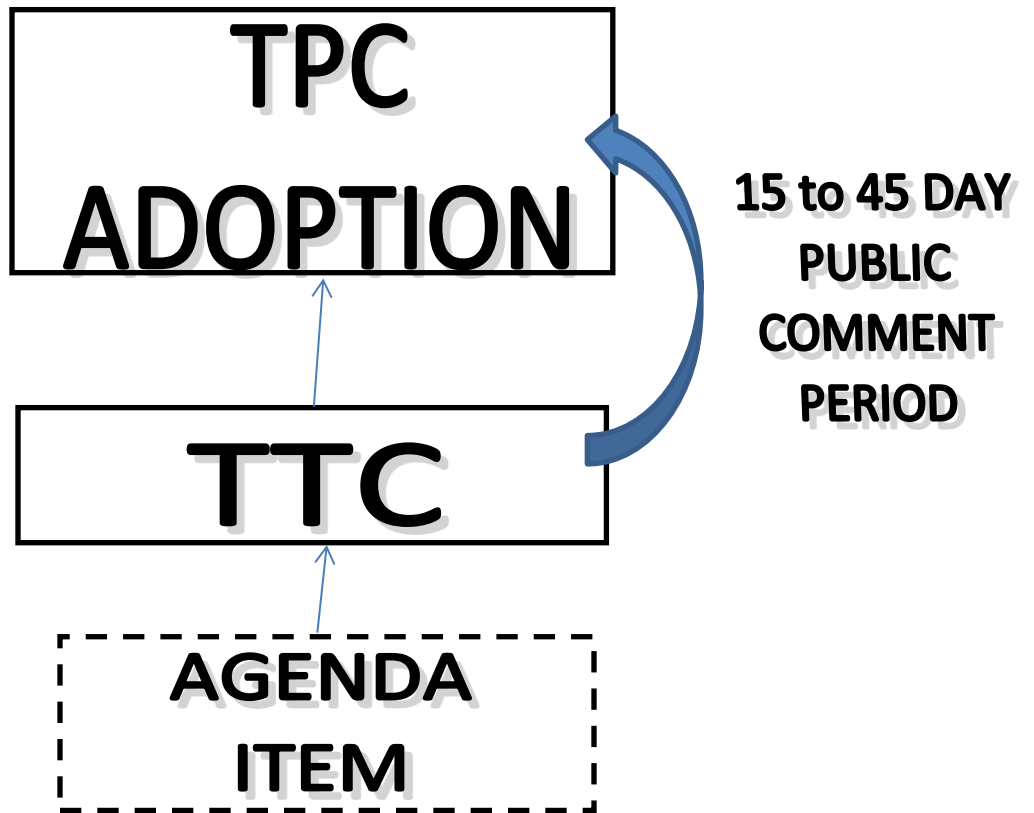 TPC
ADOPTION
15 to 45 DAY
PUBLIC
COMMENT
PERIOD
TTC
AGENDA
ITEM